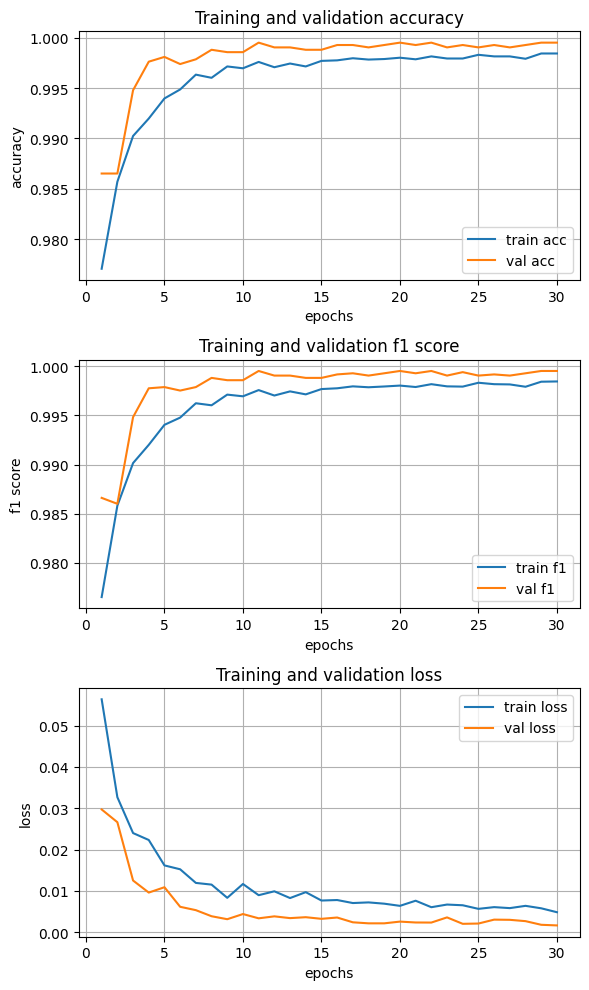 Training and validation accuracy
accuracy
1.000
0.995
0.990
0.985
0.980
train acc
val acc
0 5 10 15 20 25 30
epochs
Training and validation f1 score
f1 score
1.000
0.995
0.990
0.985
0.980
train f1
val f1
0 5 10 15 20 25 30
epochs
Training and validation loss
loss
0.05
0.04
0.03
0.02
0.01
0.00
train loss
val loss
0 5 10 15 20 25 30
epochs